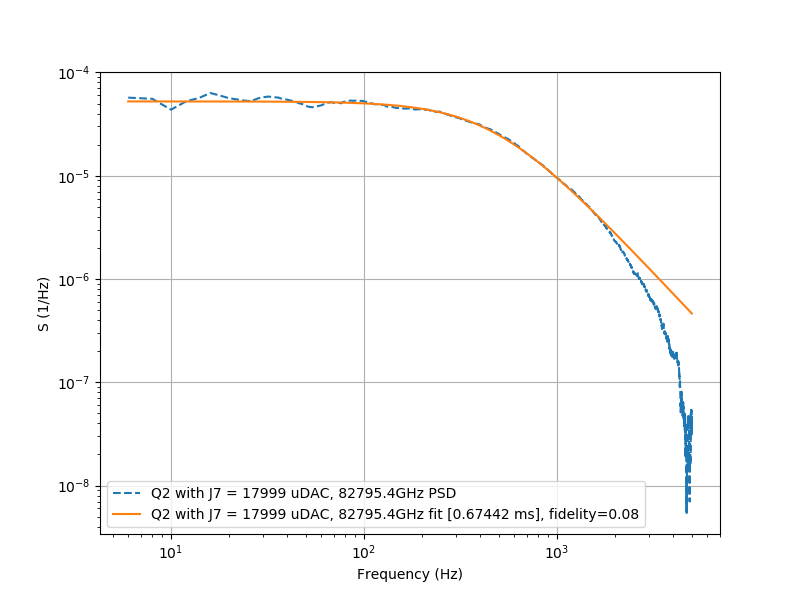 10⁻⁴
10⁻⁵
10⁻⁶
10⁻⁷
10⁻⁸
S (1/Hz)
Q2 with J7 = 17999 uDAC, 82795.4GHz PSD
Q2 with J7 = 17999 uDAC, 82795.4GHz fit [0.67442 ms], fidelity=0.08
10¹ 10² 10³
Frequency (Hz)